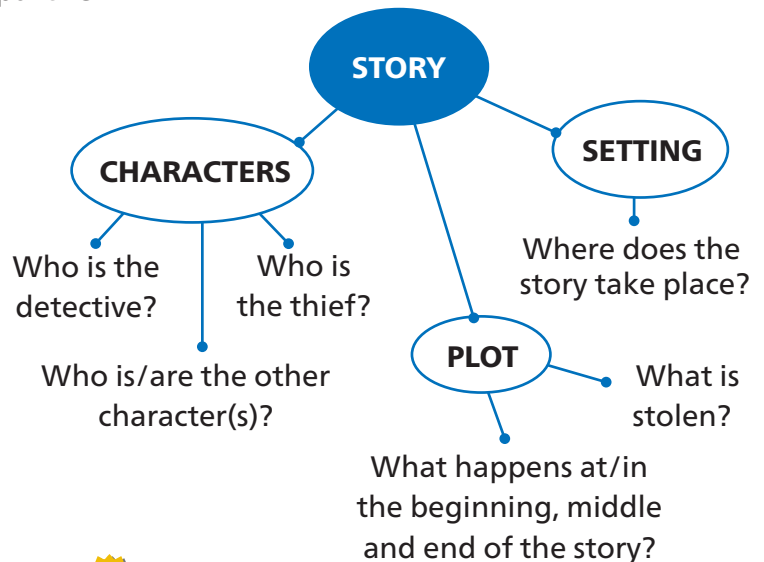 STORY
CHARACTERS
Who is the
detective?
Who is
the thief?
Who is/are the other
character(s)?
SETTING
Where does the
story take place?
PLOT
What is
stolen?
What happens at/in
the beginning, middle
and end of the story?